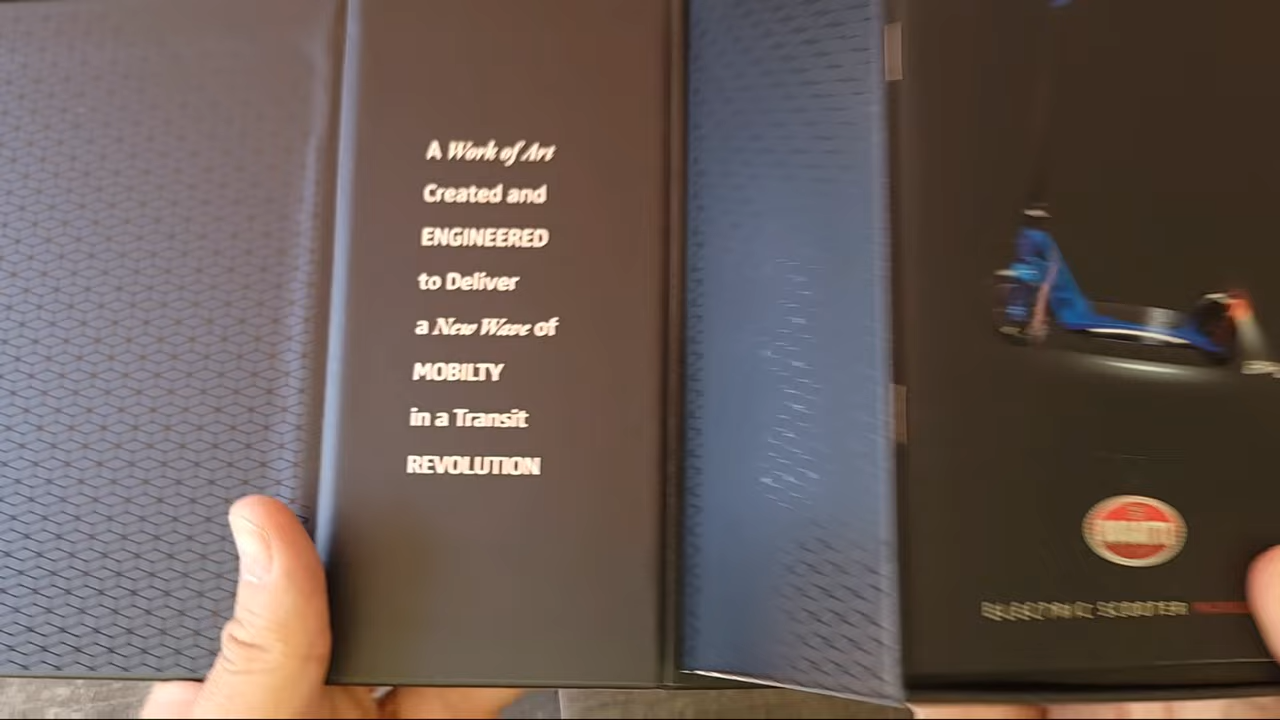 A Work of Art
Created and
ENGINEERED
to Deliver
a New Wave of
MOBILTY
in a Transit
REVOLUTION